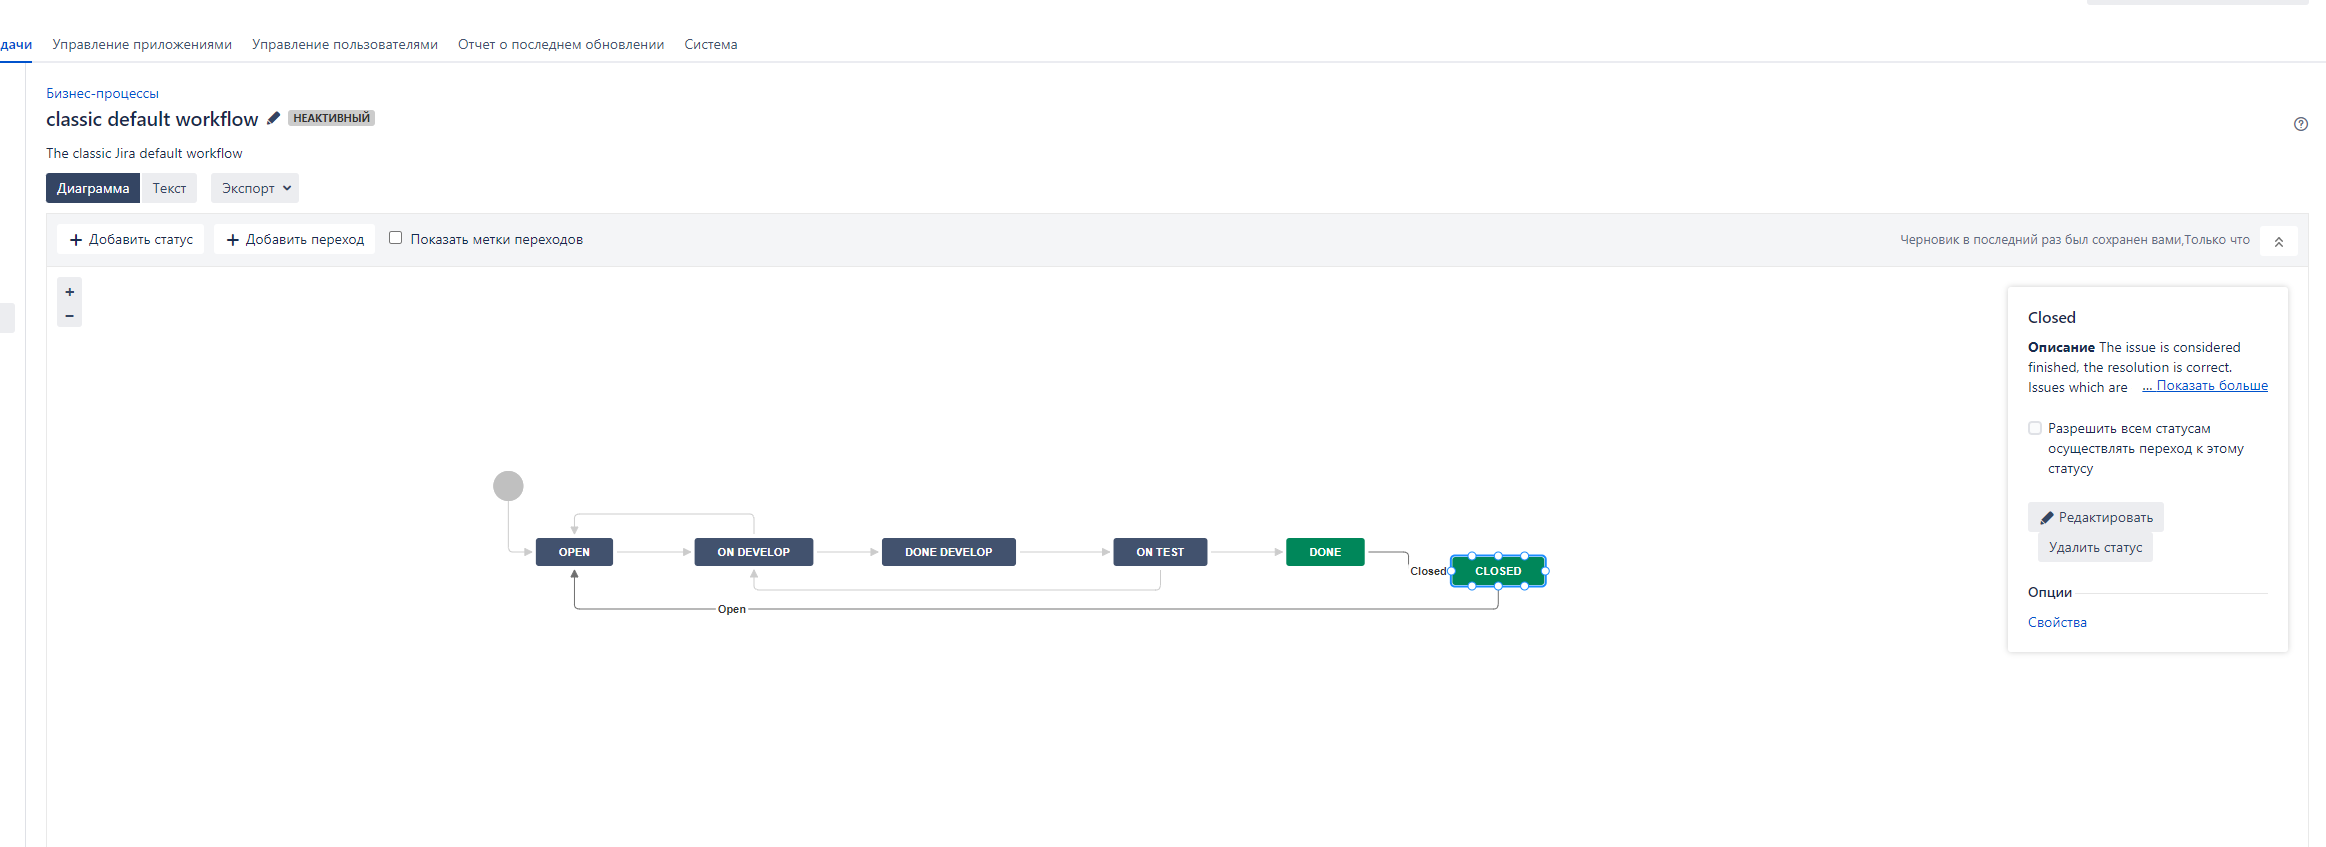 дачи Управление приложениями Управление пользователями Отчет о последнем обновлении Система
Бизнес-процессы
classic default workflow НЕАКТИВНЫЙ
The classic Jira default workflow
Диаграмма Текст Экспорт
+ Добавить статус + Добавить переход Показать метки переходов Черновик в последний раз был сохранен вами,Только что
+
−
Closed
Описание The issue is considered
finished, the resolution is correct.
Issues which are ... Показать больше
Разрешить всем статусам
осуществлять переход к этому
статусу
Редактировать
Удалить статус
Опции
Свойства
OPEN ON DEVELOP DONE DEVELOP ON TEST DONE
Closed CLOSED
Open